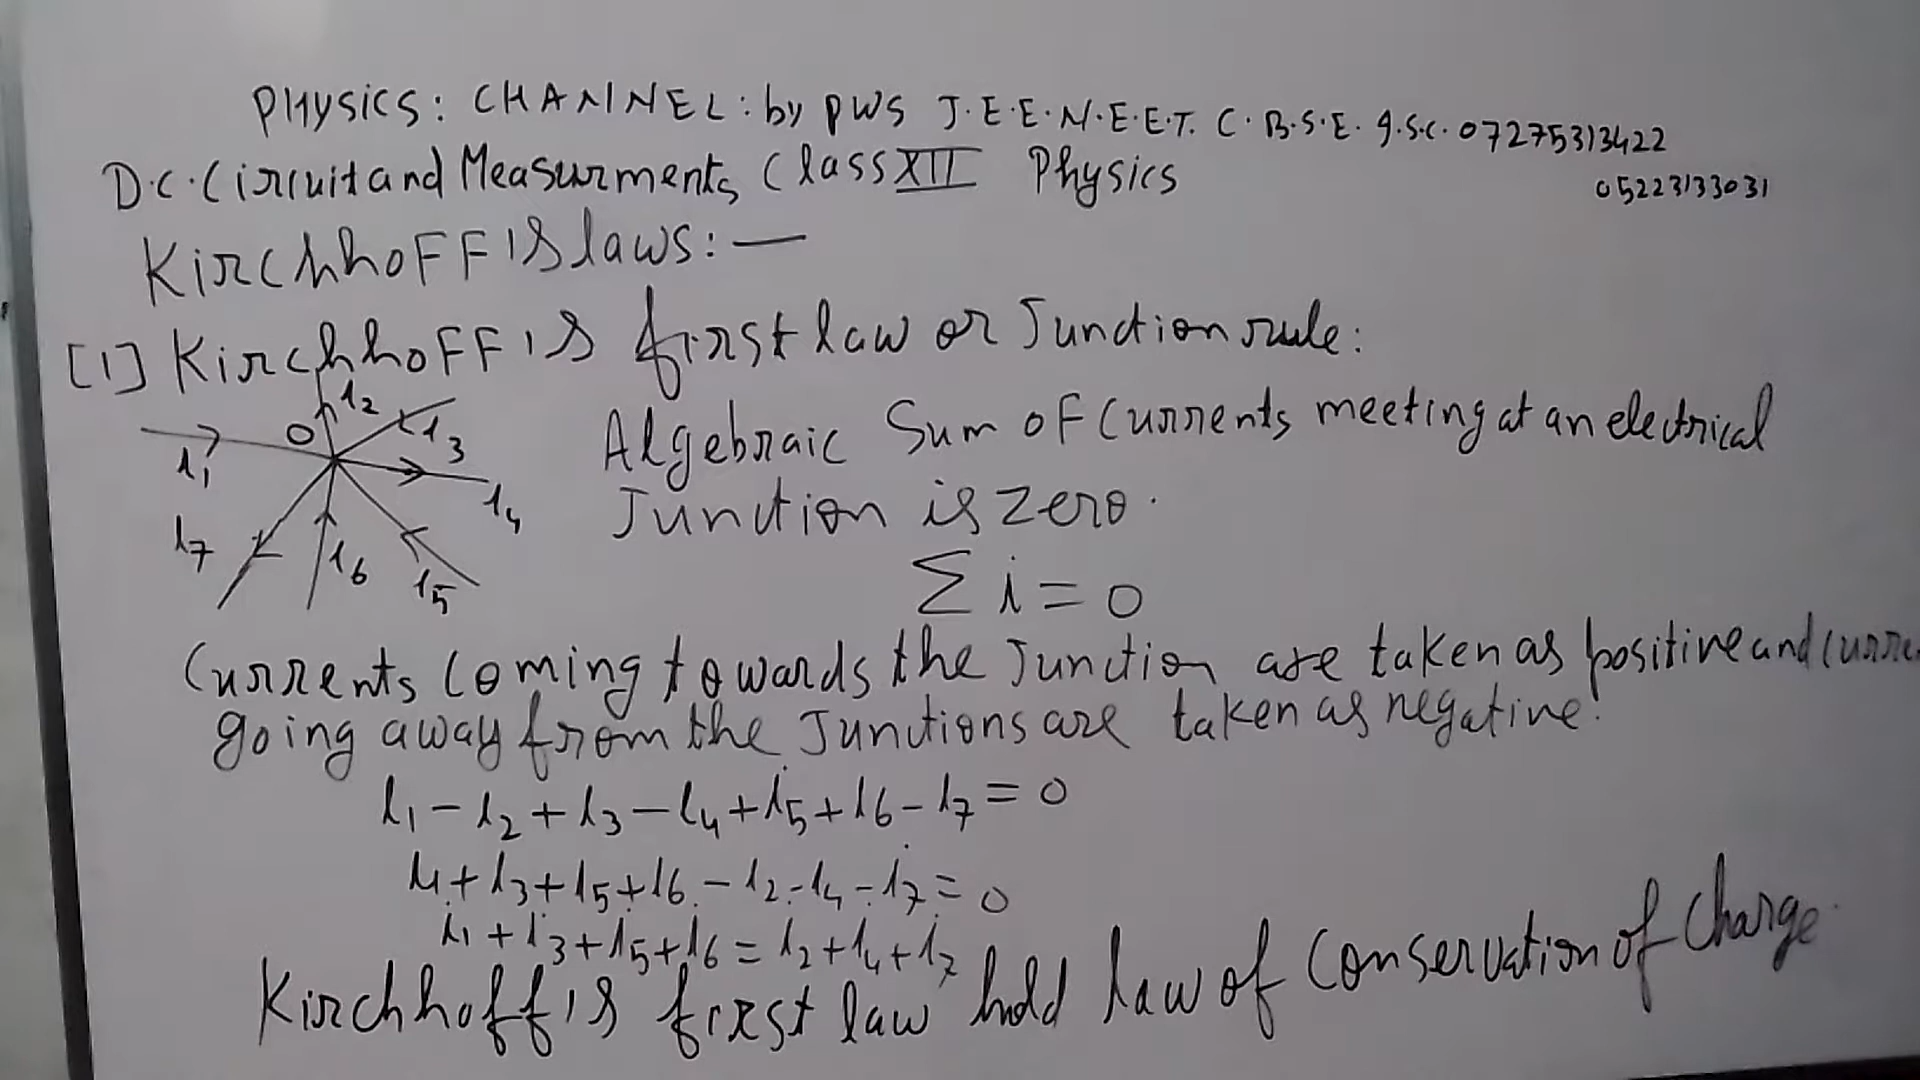 PHYSICS: CHANNEL: by PWS J.E.E.N.E.E.T. C.B.S.E. I.S.C. 07275313422
05223133031
D.C. Circuit and Measurments Class XII Physics
Kirchhoff's laws: —
[1] Kirchhoff's first law or Junction rule:
O i2 i3 i1 i4 i7 i6 i5
Algebraic Sum of Currents meeting at an electrical
Junction is zero.
Σ i = 0
Currents coming towards the Junction are taken as positive and curre
going away from the Junctions are taken as negative.
i1 - i2 + i3 - i4 + i5 + i6 - i7 = 0
i1 + i3 + i5 + i6 - i2 - i4 - i7 = 0
i1 + i3 + i5 + i6 = i2 + i4 + i7
Kirchhoff's first law hold law of conservation of charge.